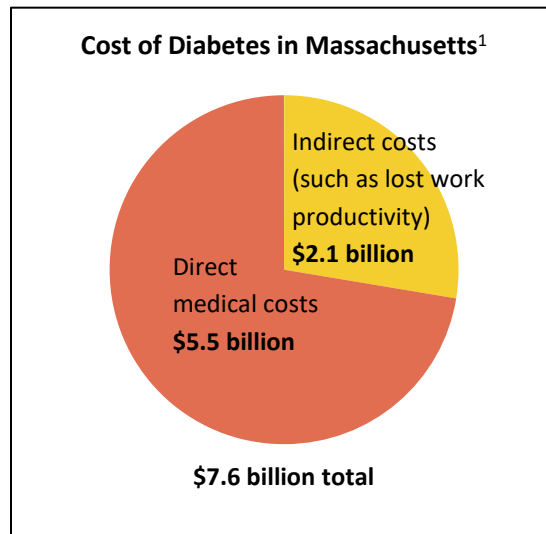 Cost of Diabetes in Massachusetts¹
Indirect costs
(such as lost work
productivity)
$2.1 billion
Direct
medical costs
$5.5 billion
$7.6 billion total